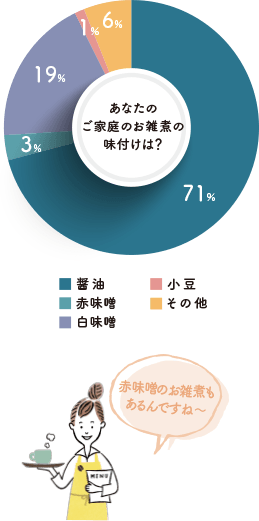 1%
6%
19%
あなたの
ご家庭のお雑煮の
味付けは?
3%
71%
醤油
小豆
赤味噌
その他
白味噌
赤味噌のお雑煮も
あるんですね〜
MENU